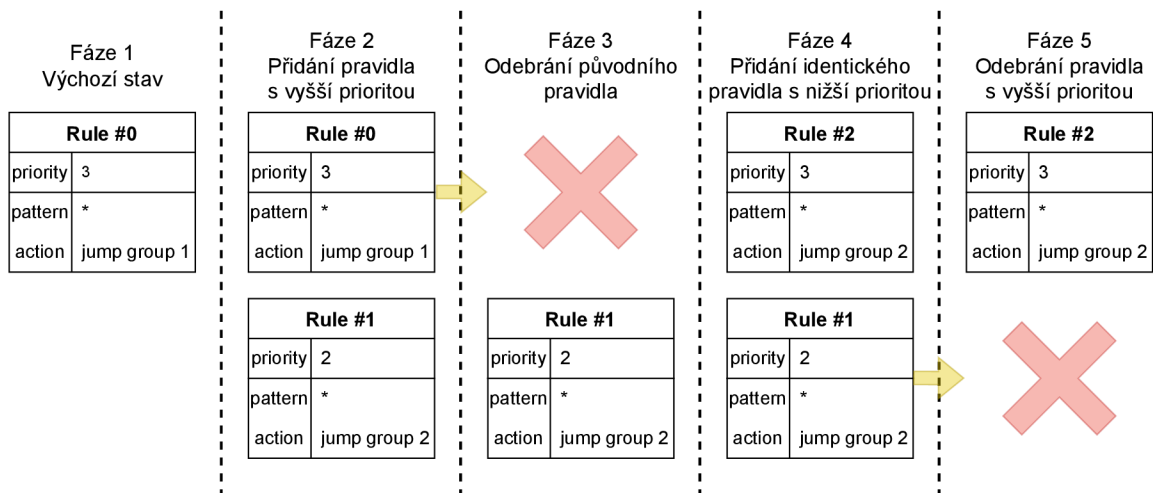 Fáze 1
Výchozí stav
Rule #0
priority 3
pattern *
action jump group 1
Fáze 2
Přidání pravidla
s vyšší prioritou
Rule #0
priority 3
pattern *
action jump group 1
Rule #1
priority 2
pattern *
action jump group 2
Fáze 3
Odebrání původního
pravidla
Rule #1
priority 2
pattern *
action jump group 2
Fáze 4
Přidání identického
pravidla s nižší prioritou
Rule #2
priority 3
pattern *
action jump group 2
Rule #1
priority 2
pattern *
action jump group 2
Fáze 5
Odebrání pravidla
s vyšší prioritou
Rule #2
priority 3
pattern *
action jump group 2